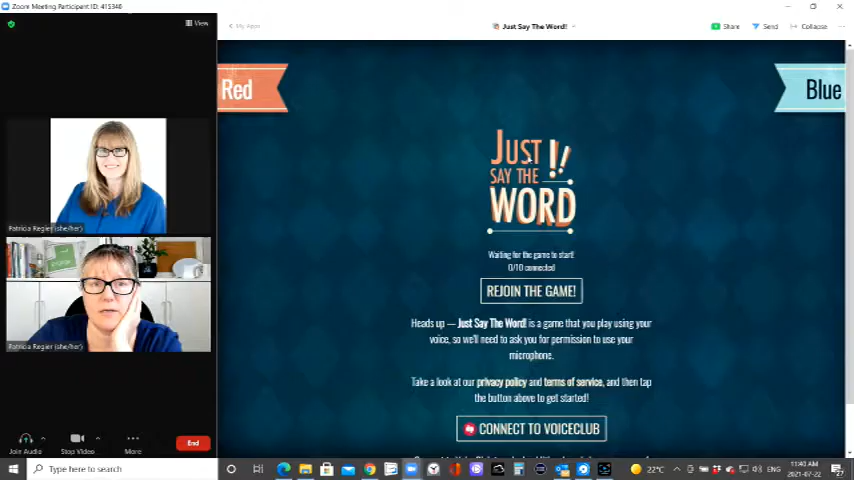 Zoom Meeting Participant ID: 415346
View
My Apps
Just Say The Word!
Share
Send
Collapse
Red
Blue
JUST
SAY THE
WORD!!
Patricia Regier (she/her)
Patricia Regier (she/her)
Waiting for the game to start!
0/10 connected
REJOIN THE GAME!
Heads up — Just Say The Word! is a game that you play using your
voice, so we'll need to ask you for permission to use your
microphone.
Take a look at our privacy policy and terms of service, and then tap
the button above to get started!
CONNECT TO VOICECLUB
Join Audio
Stop Video
More
End
Type here to search
22°C
ENG
11:40 AM
2021-07-22
27